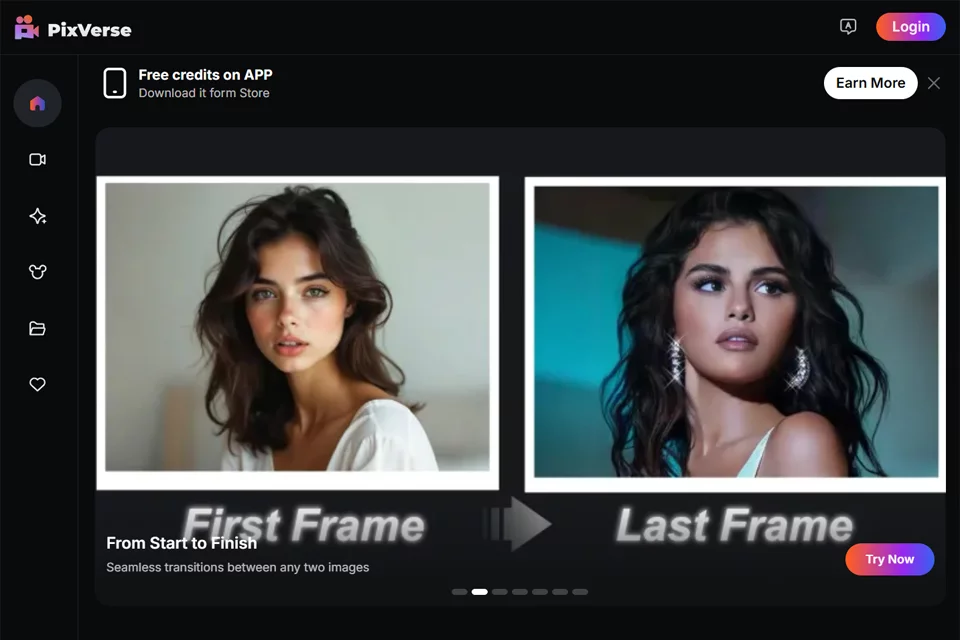 PixVerse
A
Login
Free credits on APP
Download it form Store
Earn More
First Frame
Last Frame
From Start to Finish
Seamless transitions between any two images
Try Now